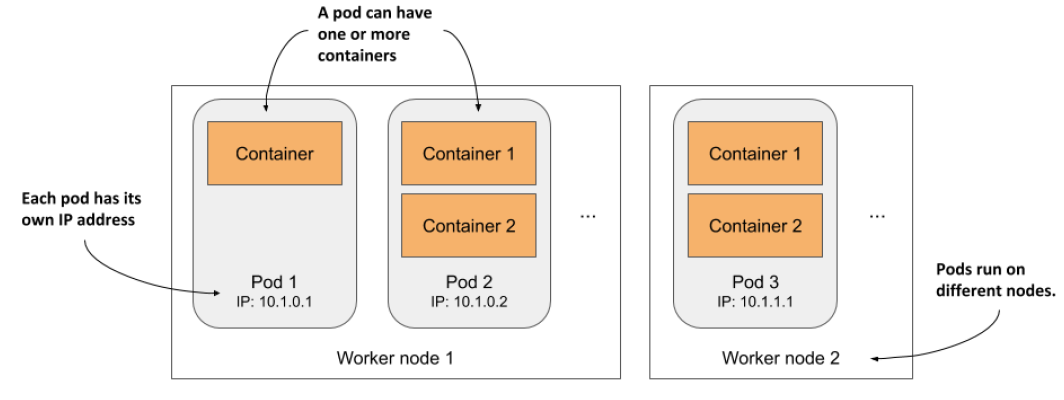 A pod can have
one or more
containers
Container
Container 1
Container 1
Each pod has its
own IP address
Container 2
...
Container 2
...
Pod 1
IP: 10.1.0.1
Pod 2
IP: 10.1.0.2
Pod 3
IP: 10.1.1.1
Pods run on
different nodes.
Worker node 1
Worker node 2